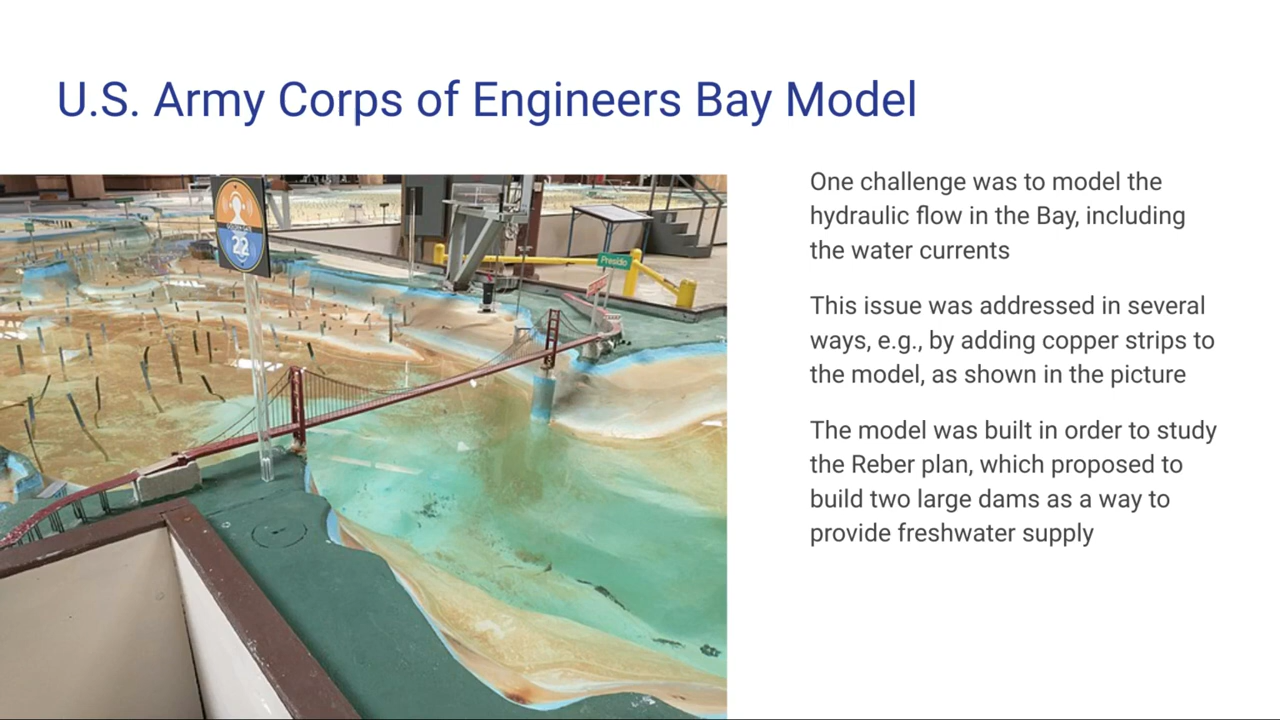 U.S. Army Corps of Engineers Bay Model
22
Presidio
One challenge was to model the
hydraulic flow in the Bay, including
the water currents
This issue was addressed in several
ways, e.g., by adding copper strips to
the model, as shown in the picture
The model was built in order to study
the Reber plan, which proposed to
build two large dams as a way to
provide freshwater supply